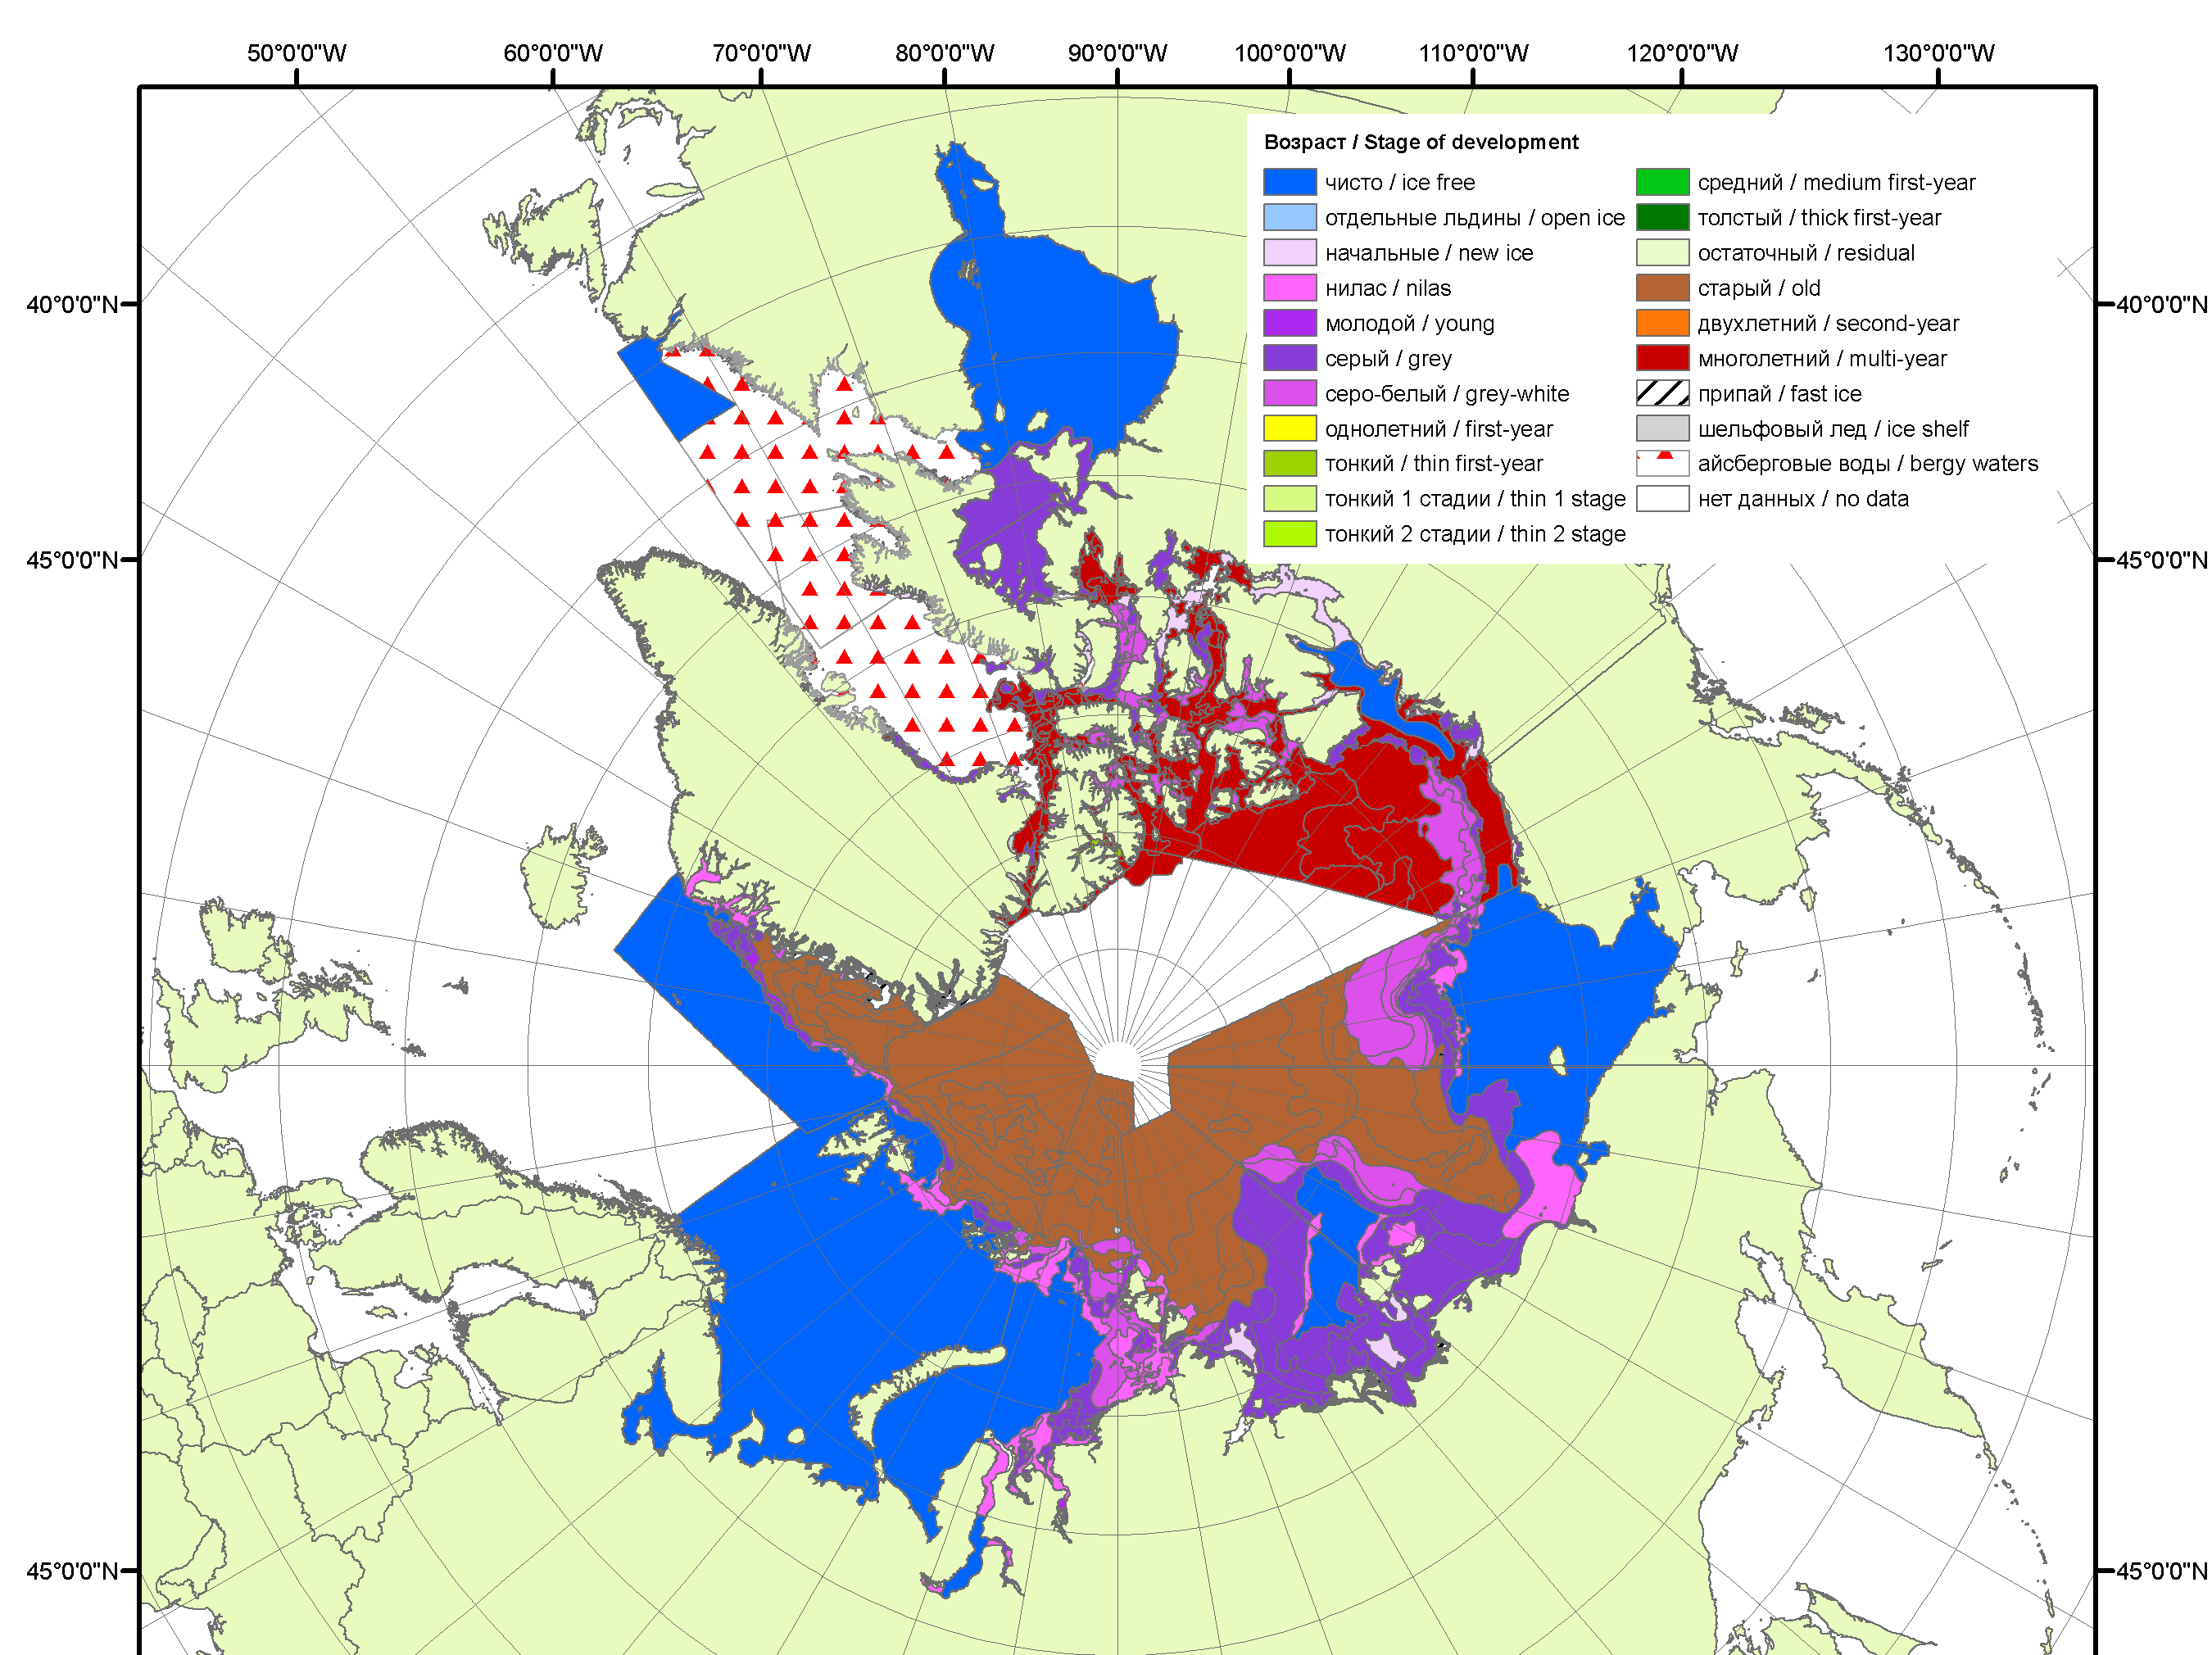 50°0'0"W 60°0'0"W 70°0'0"W 80°0'0"W 90°0'0"W 100°0'0"W 110°0'0"W 120°0'0"W 130°0'0"W
Возраст / Stage of development
чисто / ice free
отдельные льдины / open ice
начальные / new ice
нилас / nilas
молодой / young
серый / grey
серо-белый / grey-white
однолетний / first-year
тонкий / thin first-year
тонкий 1 стадии / thin 1 stage
тонкий 2 стадии / thin 2 stage
средний / medium first-year
толстый / thick first-year
остаточный / residual
старый / old
двухлетний / second-year
многолетний / multi-year
припай / fast ice
шельфовый лед / ice shelf
айсберговые воды / bergy waters
нет данных / no data
40°0'0"N 40°0'0"N
45°0'0"N 45°0'0"N
45°0'0"N 45°0'0"N